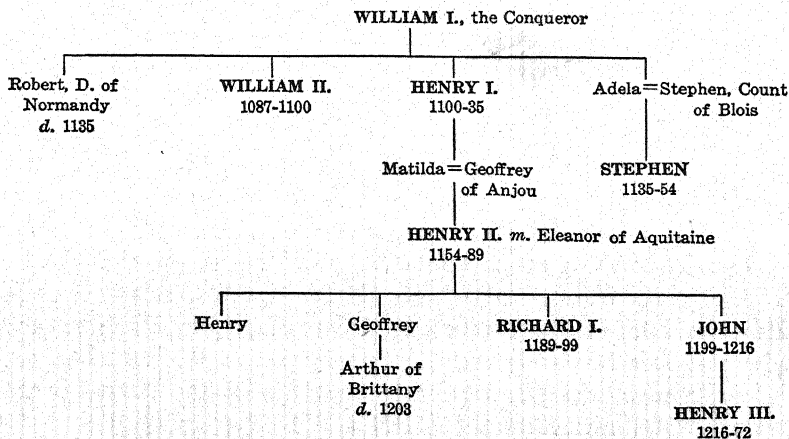 WILLIAM I., the Conqueror
Robert, D. of
Normandy
d. 1135
WILLIAM II.
1087-1100
HENRY I.
1100-35
Adela=Stephen, Count
of Blois
Matilda=Geoffrey
of Anjou
STEPHEN
1135-54
HENRY II. m. Eleanor of Aquitaine
1154-89
Henry
Geoffrey
RICHARD I.
1189-99
JOHN
1199-1216
Arthur of
Brittany
d. 1203
HENRY III.
1216-72